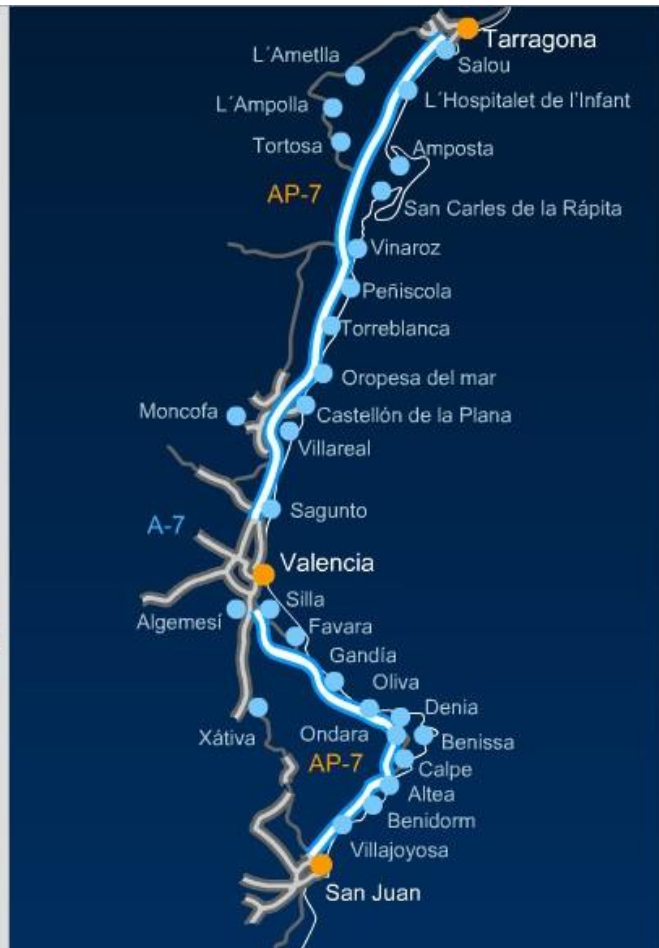 Tarragona
L´Ametlla
Salou
L´Ampolla
L´Hospitalet de l'Infant
Tortosa
Amposta
AP-7
San Carles de la Rápita
Vinaroz
Peñiscola
Torreblanca
Oropesa del mar
Moncofa
Castellón de la Plana
Villareal
Sagunto
A-7
Valencia
Algemesí
Silla
Favara
Gandía
Oliva
Denia
Xátiva
Ondara
Benissa
AP-7
Calpe
Altea
Benidorm
Villajoyosa
San Juan